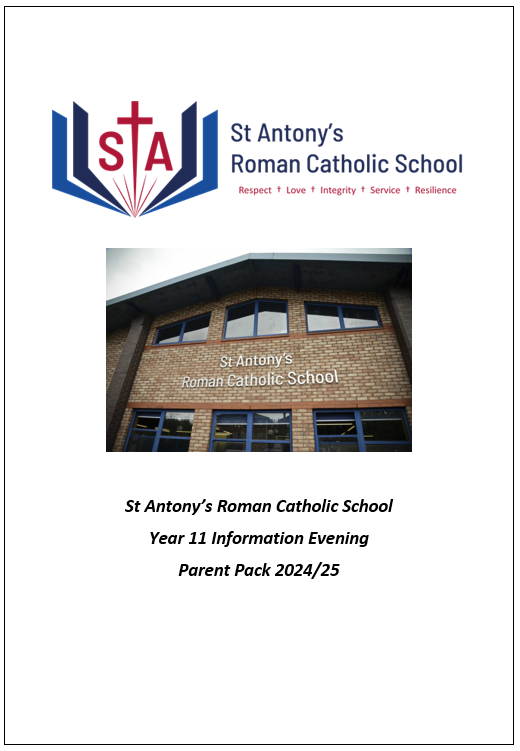 STA
St Antony's
Roman Catholic School
Respect † Love † Integrity † Service † Resilience
St Antony's
Roman Catholic School
St Antony's Roman Catholic School
Year 11 Information Evening
Parent Pack 2024/25